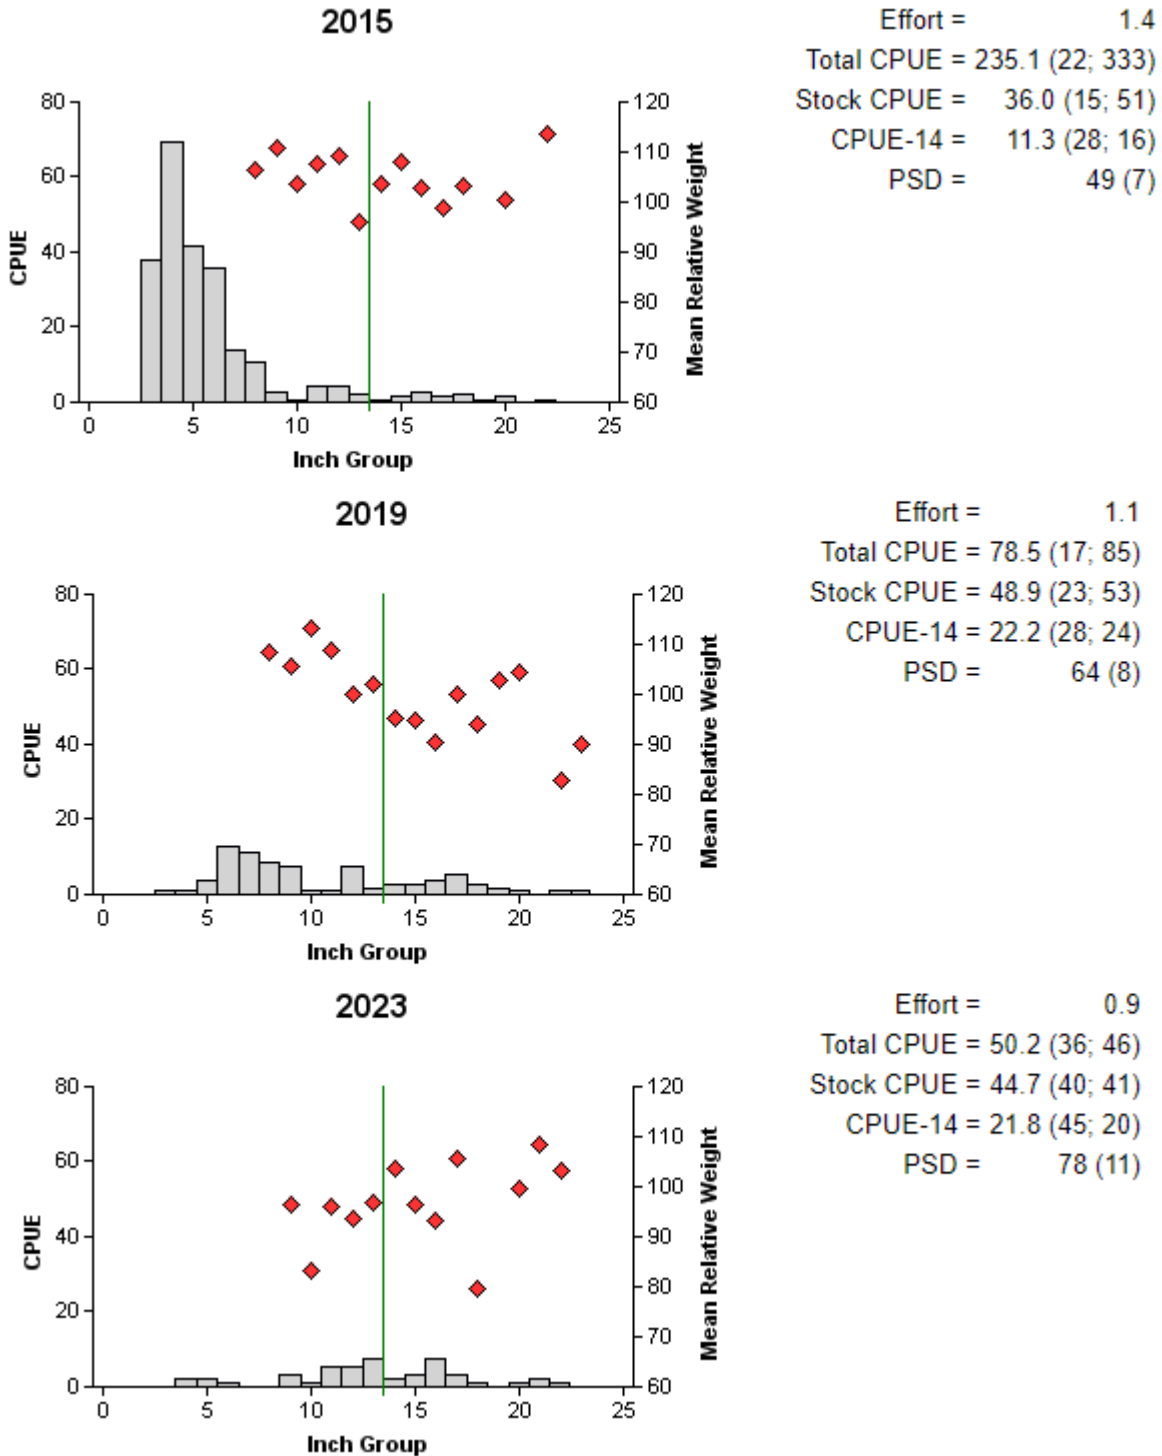 2015
Effort = 1.4
Total CPUE = 235.1 (22; 333)
Stock CPUE = 36.0 (15; 51)
CPUE-14 = 11.3 (28; 16)
PSD = 49 (7)
80 120
110
60
100
40 90
80
20
70
0 60
CPUE
Mean Relative Weight
0 5 10 15 20 25
Inch Group
2019
Effort = 1.1
Total CPUE = 78.5 (17; 85)
Stock CPUE = 48.9 (23; 53)
CPUE-14 = 22.2 (28; 24)
PSD = 64 (8)
80 120
110
60
100
40 90
80
20
70
0 60
CPUE
Mean Relative Weight
0 5 10 15 20 25
Inch Group
2023
Effort = 0.9
Total CPUE = 50.2 (36; 46)
Stock CPUE = 44.7 (40; 41)
CPUE-14 = 21.8 (45; 20)
PSD = 78 (11)
80 120
110
60
100
40 90
80
20
70
0 60
CPUE
Mean Relative Weight
0 5 10 15 20 25
Inch Group